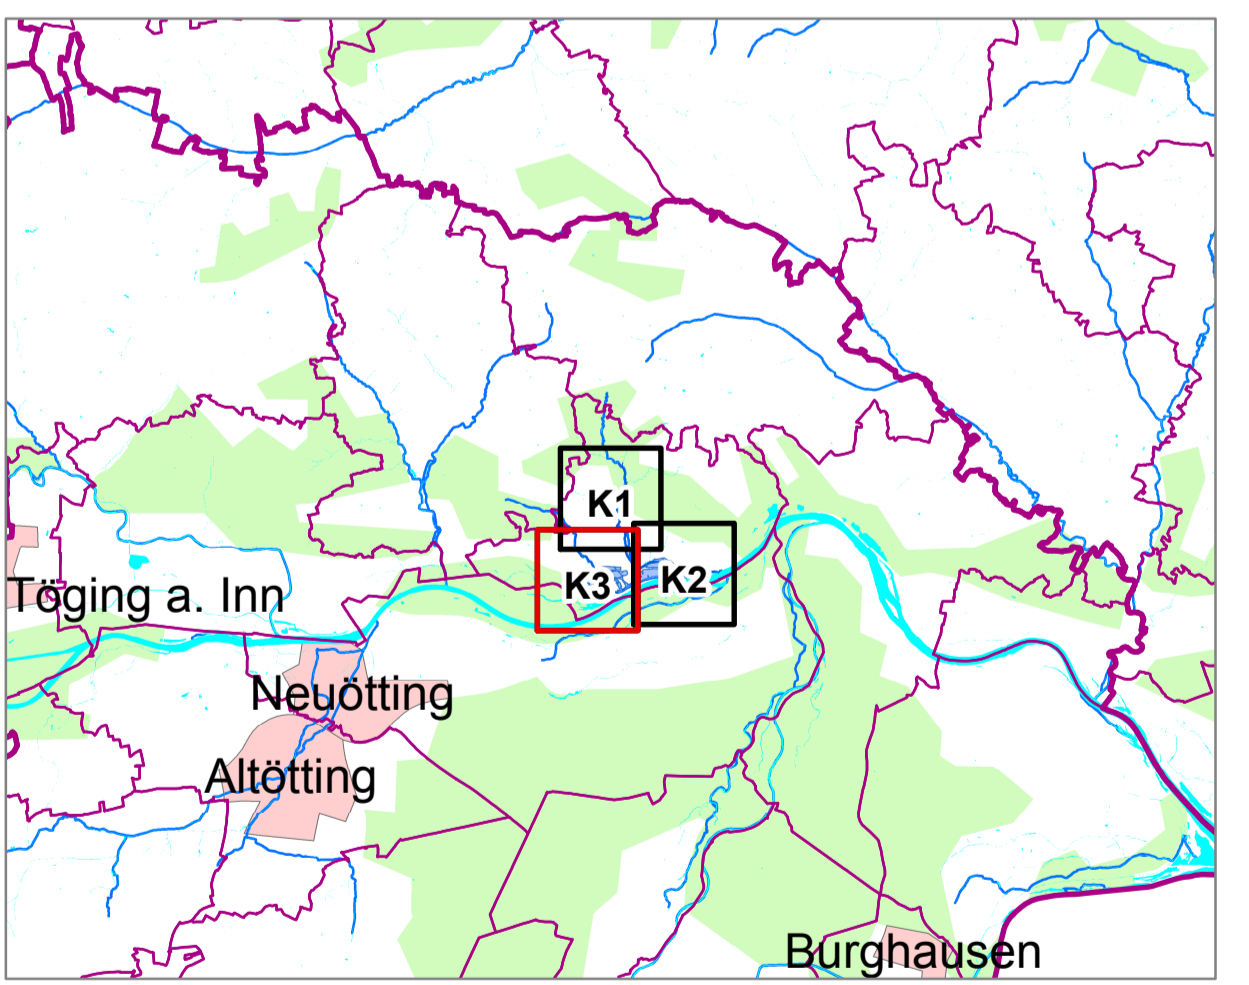 K1
K3
K2
Töging a. Inn
Neuötting
Altötting
Burghausen